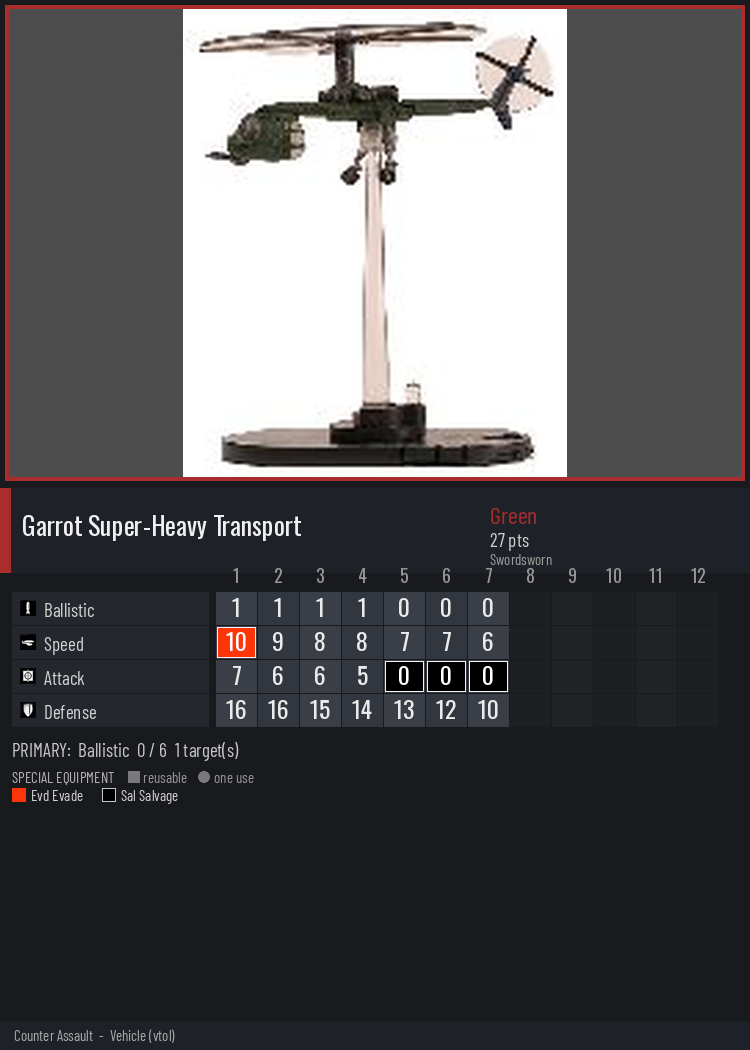 Garrot Super-Heavy Transport
Green
27 pts
Swordsworn
1 2 3 4 5 6 7 8 9 10 11 12
Ballistic 1 1 1 1 0 0 0
Speed 10 9 8 8 7 7 6
Attack 7 6 6 5 0 0 0
Defense 16 16 15 14 13 12 10
PRIMARY: Ballistic 0 / 6 1 target(s)
SPECIAL EQUIPMENT reusable one use
Evd Evade Sal Salvage
Counter Assault - Vehicle (vtol)